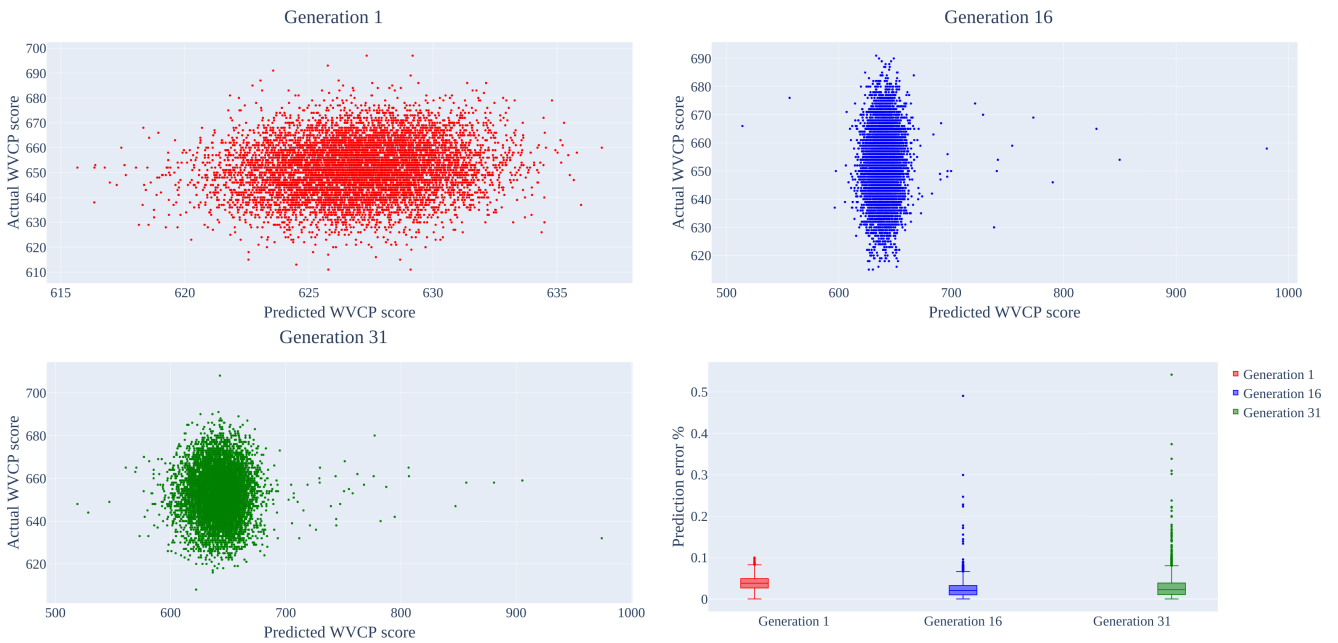 Generation 1
Actual WVCP score
700
690
680
670
660
650
640
630
620
610
615
620
625
630
635
Predicted WVCP score
Generation 16
Actual WVCP score
690
680
670
660
650
640
630
620
500
600
700
800
900
1000
Predicted WVCP score
Generation 31
Actual WVCP score
700
680
660
640
620
500
600
700
800
900
1000
Predicted WVCP score
Prediction error %
0.5
0.4
0.3
0.2
0.1
0
Generation 1
Generation 16
Generation 31
Generation 1
Generation 16
Generation 31